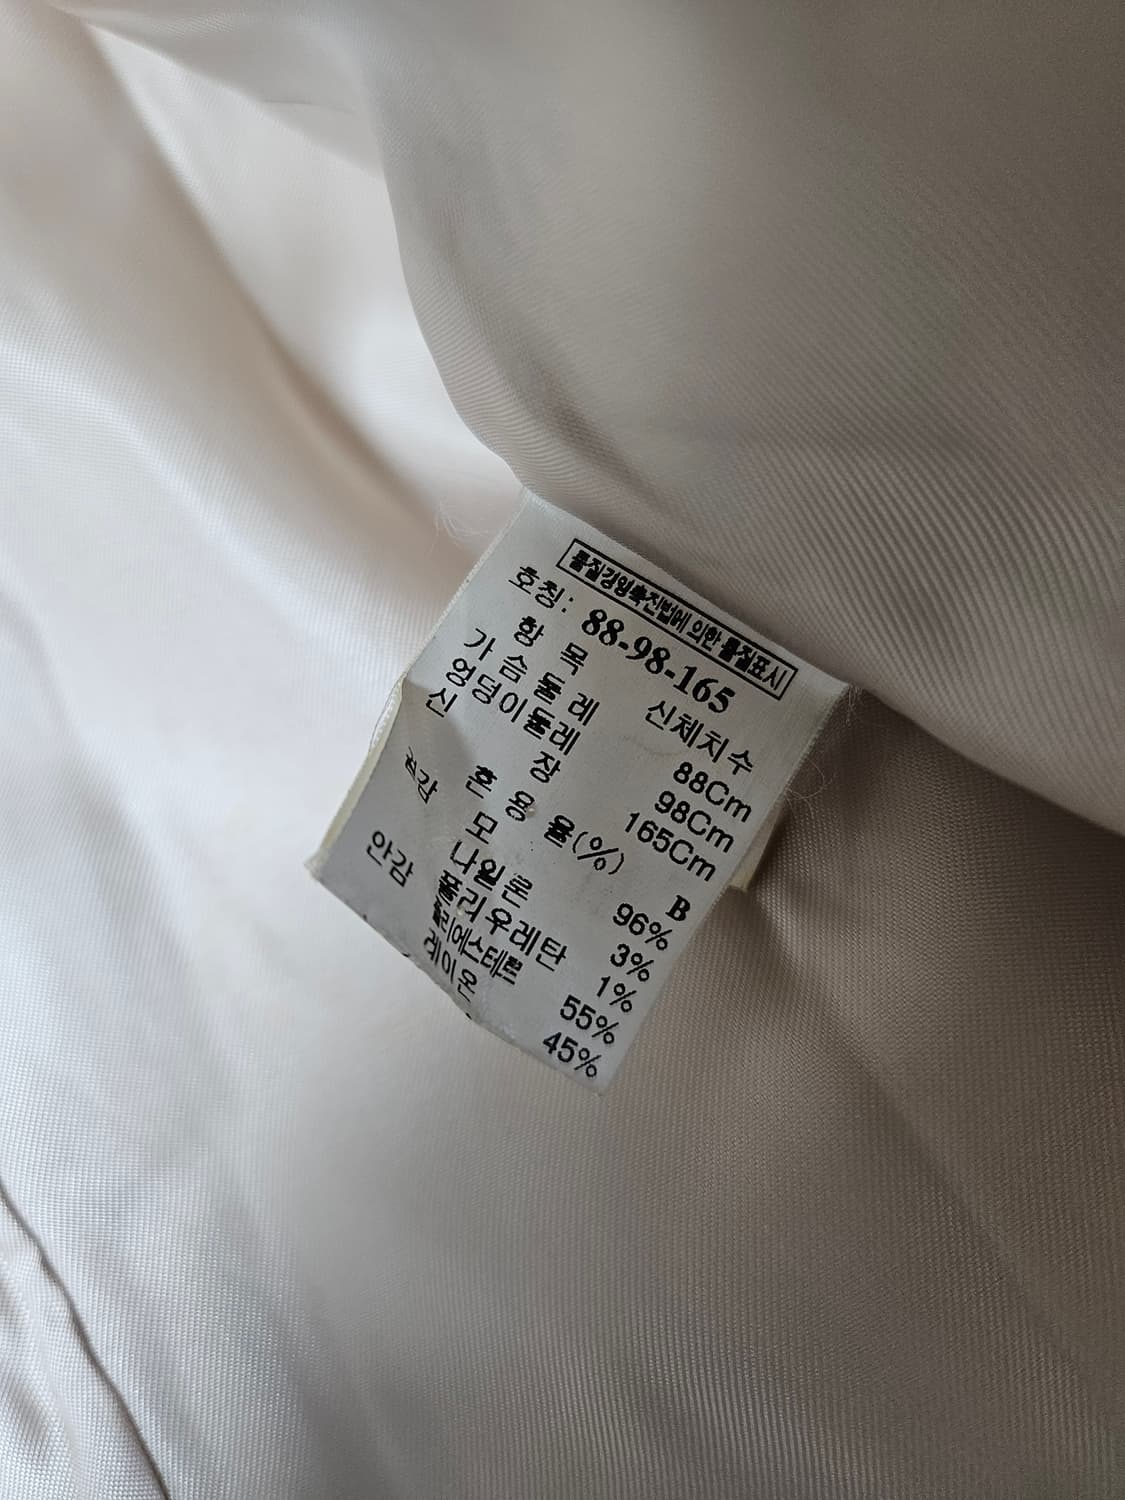 품질경영촉진법에 의한 품질표시
호칭: 88-98-165
항 목 신체치수
가 슴 둘 레 88Cm
엉덩이둘레 98Cm
신 장 165Cm
혼 용 율(%) B
겉감 모 96%
나일론 3%
폴리우레탄 1%
안감 폴리에스테르 55%
레이온 45%